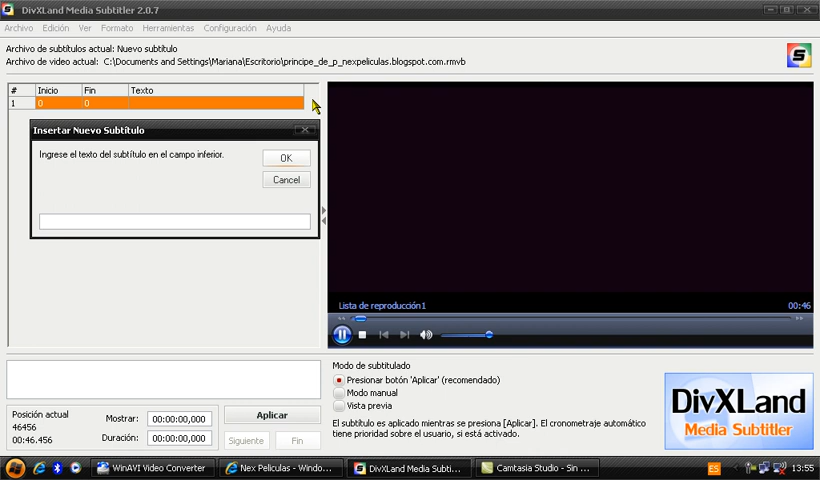 DivXLand Media Subtitler 2.0.7
Archivo Edición Ver Formato Herramientas Configuración Ayuda
Archivo de subtítulos actual: Nuevo subtítulo
Archivo de video actual: C:\Documents and Settings\Mariana\Escritorio\principe_de_p_nexpeliculas.blogspot.com.rmvb
S
# Inicio Fin Texto
1 0 0
Insertar Nuevo Subtítulo
Ingrese el texto del subtítulo en el campo inferior.
OK
Cancel
Lista de reproducción1 00:46
Modo de subtitulado
Presionar botón 'Aplicar' (recomendado)
Modo manual
Vista previa
El subtítulo es aplicado mientras se presiona [Aplicar]. El cronometraje automático
tiene prioridad sobre el usuario, si está activado.
Posición actual
46456
00:00:46.456
Mostrar: 00:00:00,000
Duración: 00:00:00,000
Aplicar
Siguiente Fin
DivXLand
Media Subtitler
WinAVI Video Converter
Nex Peliculas - Windo...
DivXLand Media Subti...
Camtasia Studio - Sin ...
ES
13:55